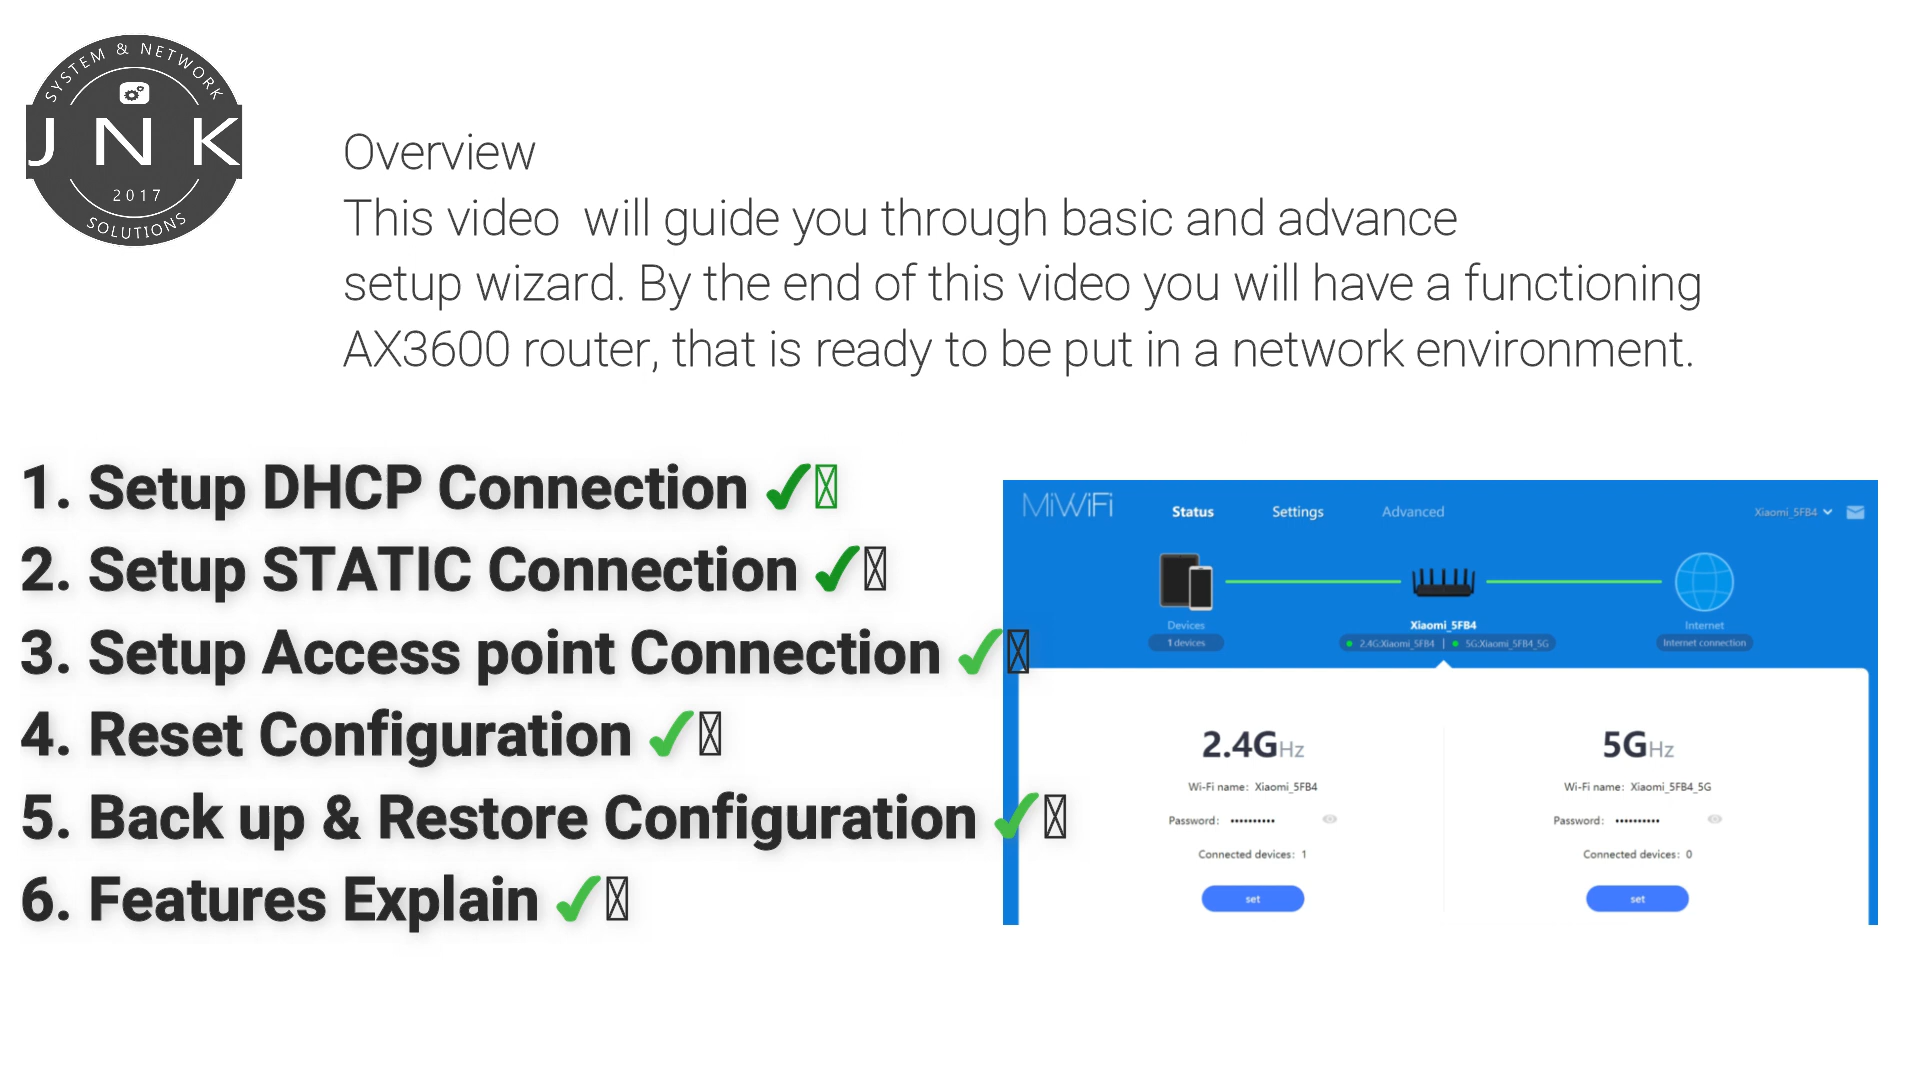 SYSTEM & NETWORK
JNK
2017
SOLUTIONS
Overview
This video will guide you through basic and advance
setup wizard. By the end of this video you will have a functioning
AX3600 router, that is ready to be put in a network environment.
1. Setup DHCP Connection ✔
2. Setup STATIC Connection ✔
3. Setup Access point Connection ✔
4. Reset Configuration ✔
5. Back up & Restore Configuration ✔
6. Features Explain ✔
MiWiFi Status Settings Advanced Xiaomi_5FB4
Devices Xiaomi_5FB4 Internet
1 devices 2.4G:Xiaomi_5FB4 | 5G:Xiaomi_5FB4_5G Internet connection
2.4GHz 5GHz
Wi-Fi name: Xiaomi_5FB4 Wi-Fi name: Xiaomi_5FB4_5G
Password: •••••••••• Password: ••••••••••
Connected devices: 1 Connected devices: 0
set set